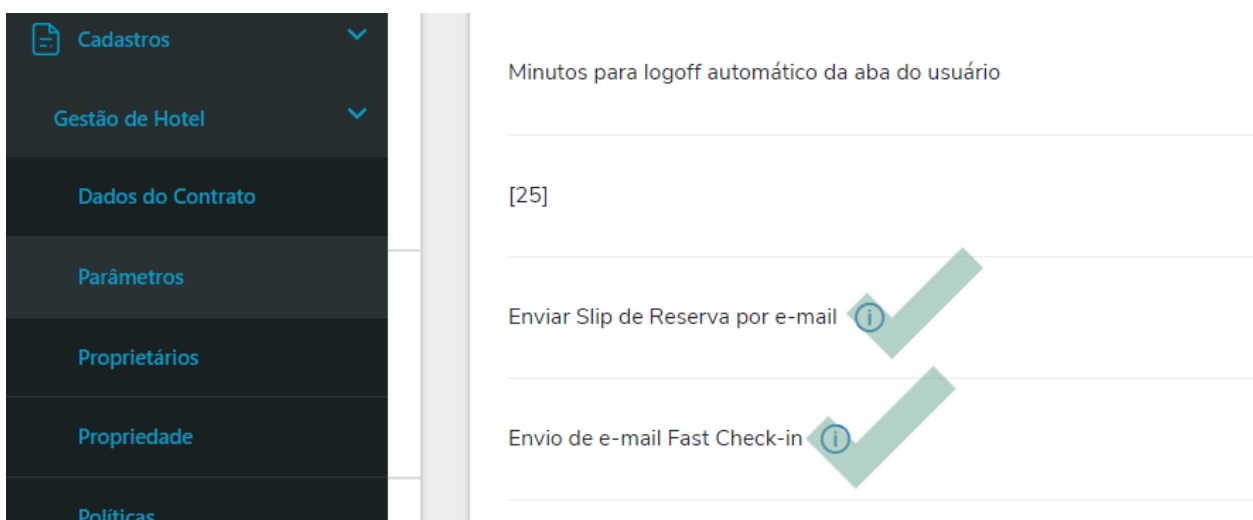 Cadastros
Gestão de Hotel
Dados do Contrato
Parâmetros
Proprietários
Propriedade
Políticas
Minutos para logoff automático da aba do usuário
[25]
Enviar Slip de Reserva por e-mail
Envio de e-mail Fast Check-in